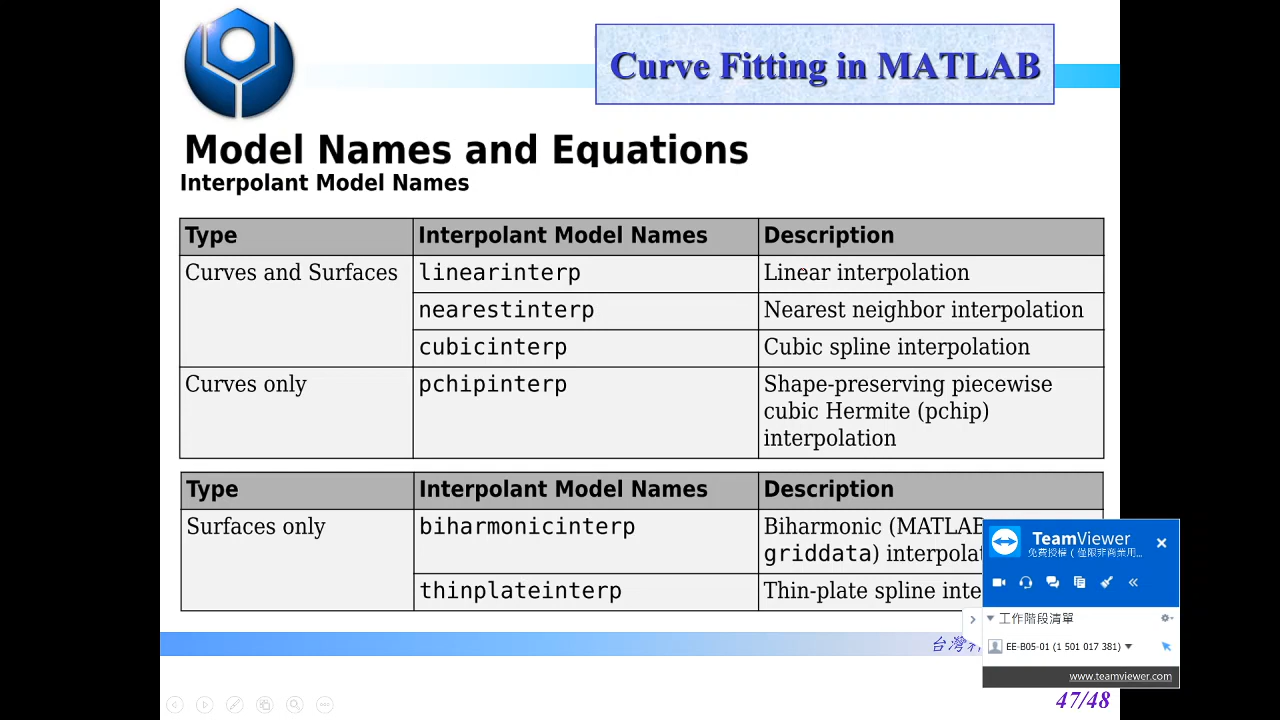 Curve Fitting in MATLAB
Model Names and Equations
Interpolant Model Names
Type Interpolant Model Names Description
Curves and Surfaces linearinterp Linear interpolation
nearestinterp Nearest neighbor interpolation
cubicinterp Cubic spline interpolation
Curves only pchipinterp Shape-preserving piecewise
cubic Hermite (pchip)
interpolation
Type Interpolant Model Names Description
Surfaces only biharmonicinterp Biharmonic (MATLAB
griddata)
thinplateinterp Thin-plate spline
TeamViewer
免費授權 (僅限非商業用...
工作階段清單
EE-B05-01 (1 501 017 381)
www.teamviewer.com
台灣
47/48